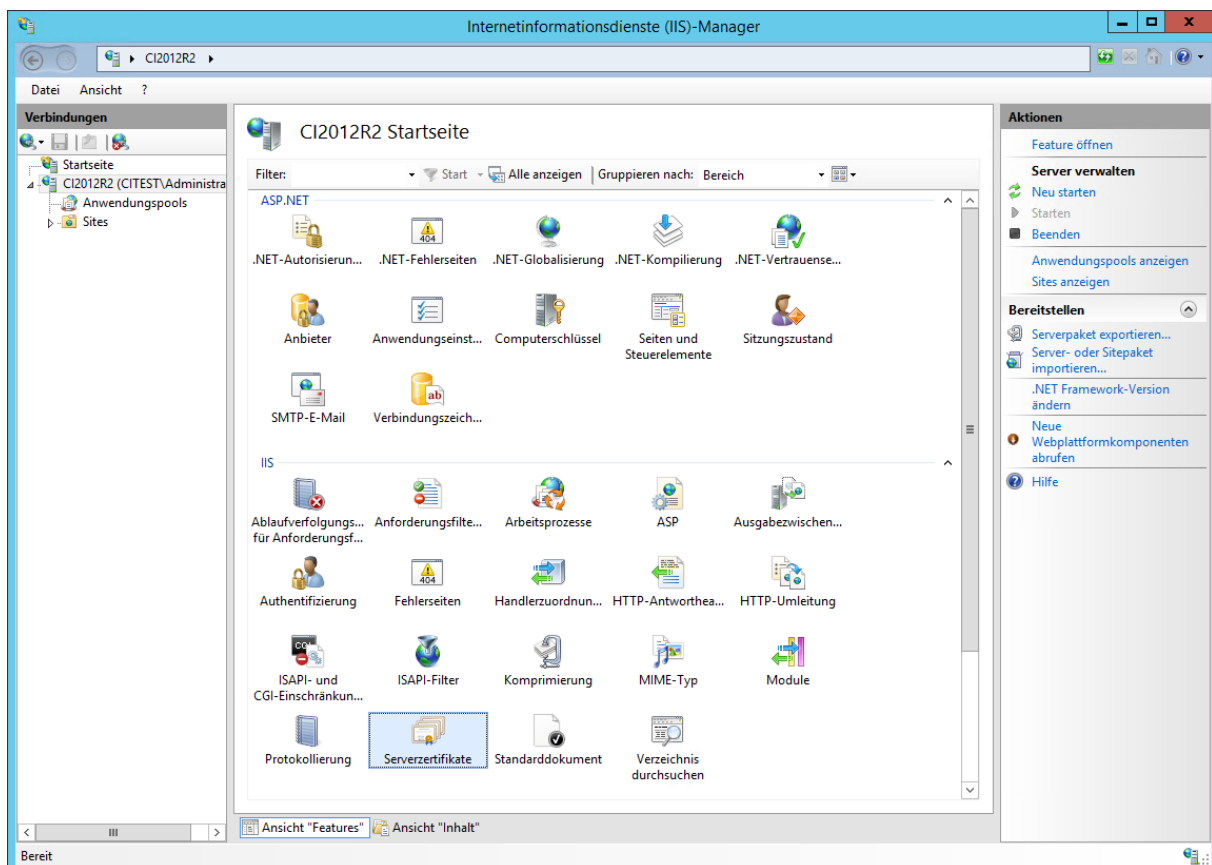 Internetinformationsdienste (IIS)-Manager
CI2012R2
Datei Ansicht ?
Verbindungen
Startseite
CI2012R2 (CITEST\Administra
Anwendungspools
Sites
CI2012R2 Startseite
Filter: Start Alle anzeigen Gruppieren nach: Bereich
ASP.NET
.NET-Autorisierun... .NET-Fehlerseiten .NET-Globalisierung .NET-Kompilierung .NET-Vertrauense...
Anbieter Anwendungseinst... Computerschlüssel Seiten und Steuerelemente Sitzungszustand
SMTP-E-Mail Verbindungszeich...
IIS
Ablaufverfolgungs... für Anforderungsf... Anforderungsfilte... Arbeitsprozesse ASP Ausgabezwischen...
Authentifizierung Fehlerseiten Handlerzuordnun... HTTP-Antworthea... HTTP-Umleitung
ISAPI- und CGI-Einschränkun... ISAPI-Filter Komprimierung MIME-Typ Module
Protokollierung Serverzertifikate Standarddokument Verzeichnis durchsuchen
Ansicht "Features" Ansicht "Inhalt"
Aktionen
Feature öffnen
Server verwalten
Neu starten
Starten
Beenden
Anwendungspools anzeigen
Sites anzeigen
Bereitstellen
Serverpaket exportieren...
Server- oder Sitepaket
importieren...
.NET Framework-Version
ändern
Neue
Webplattformkomponenten
abrufen
Hilfe
Bereit